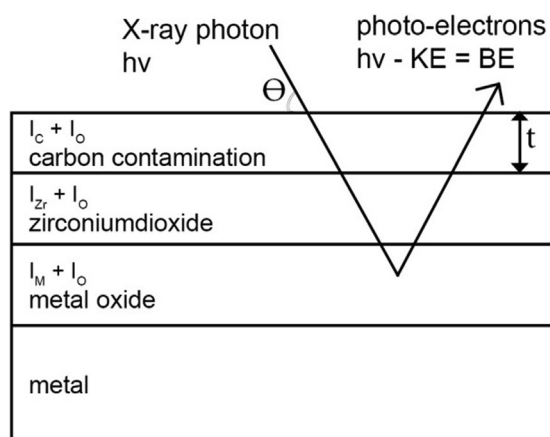 X-ray photon
hv
photo-electrons
hv - KE = BE
Θ
t
I_C + I_O
carbon contamination
I_Zr + I_O
zirconiumdioxide
I_M + I_O
metal oxide
metal